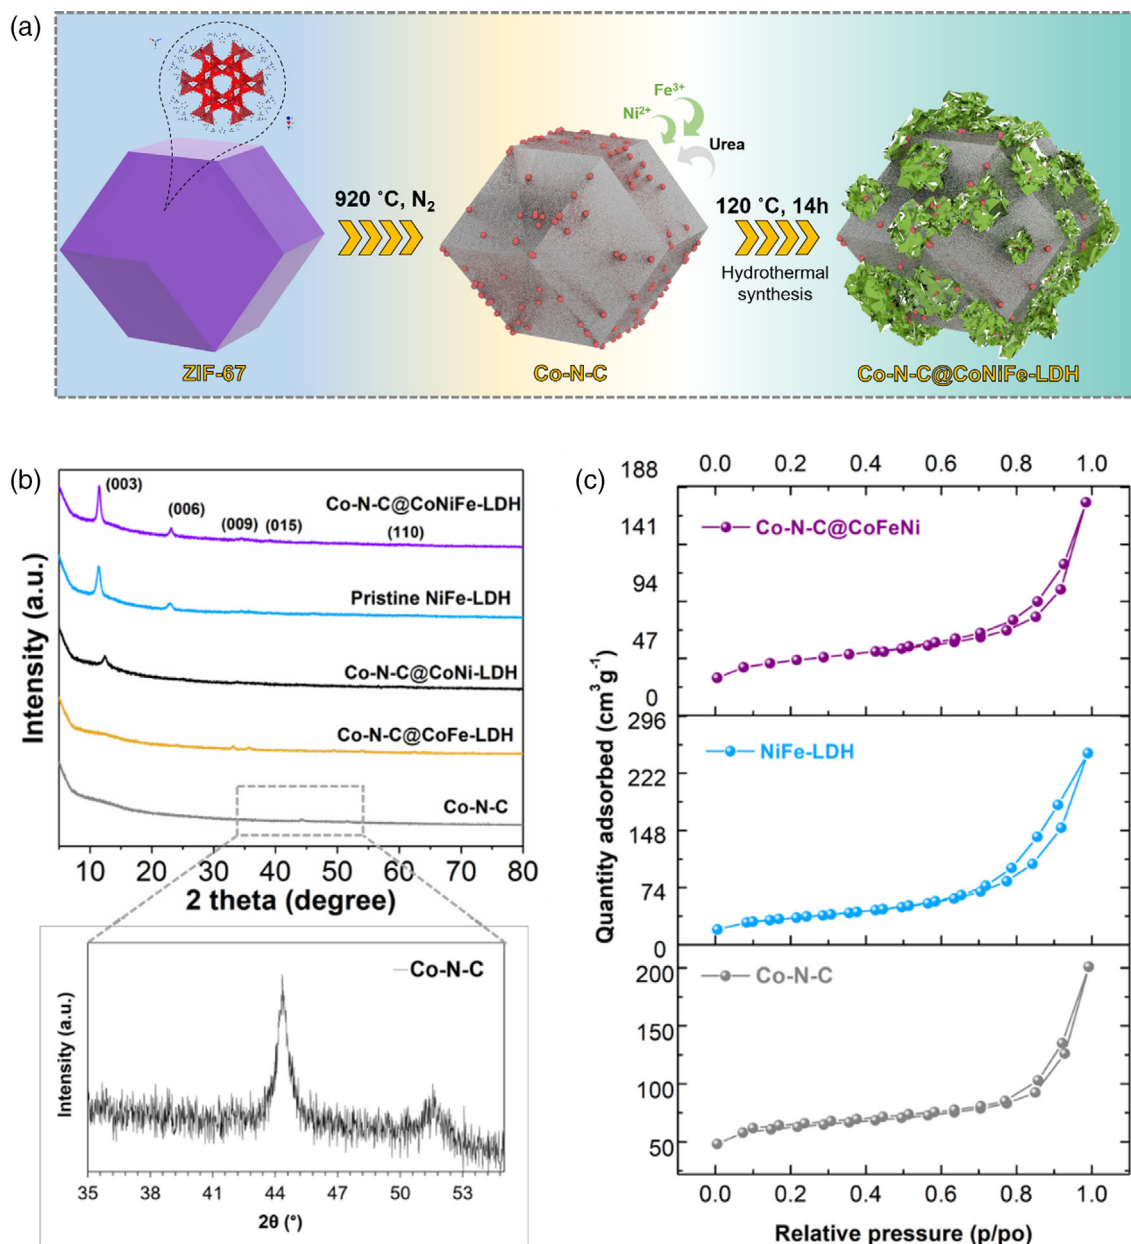 (a)
Fe³⁺
Ni²⁺
Urea
920 ˚C, N₂
120 ˚C, 14h
Hydrothermal
synthesis
ZIF-67
Co-N-C
Co-N-C@CoNiFe-LDH
(b)
Intensity (a.u.)
(003)
(006)
(009)
(015)
(110)
Co-N-C@CoNiFe-LDH
Pristine NiFe-LDH
Co-N-C@CoNi-LDH
Co-N-C@CoFe-LDH
Co-N-C
10 20 30 40 50 60 70 80
2 theta (degree)
Intensity (a.u.)
Co-N-C
35 38 41 44 47 50 53
2θ (°)
(c)
0.0 0.2 0.4 0.6 0.8 1.0
Quantity adsorbed (cm³g⁻¹)
188
141
94
47
0
Co-N-C@CoFeNi
296
222
148
74
0
NiFe-LDH
200
150
100
50
Co-N-C
0.0 0.2 0.4 0.6 0.8 1.0
Relative pressure (p/po)